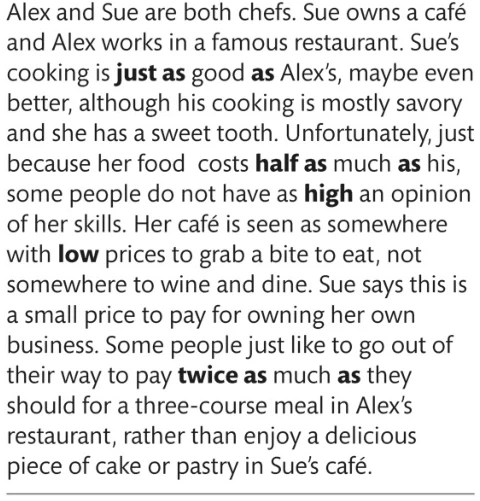 Alex and Sue are both chefs. Sue owns a café
and Alex works in a famous restaurant. Sue’s
cooking is just as good as Alex’s, maybe even
better, although his cooking is mostly savory
and she has a sweet tooth. Unfortunately, just
because her food  costs half as much as his,
some people do not have as high an opinion
of her skills. Her café is seen as somewhere
with low prices to grab a bite to eat, not
somewhere to wine and dine. Sue says this is
a small price to pay for owning her own
business. Some people just like to go out of
their way to pay twice as much as they
should for a three-course meal in Alex’s
restaurant, rather than enjoy a delicious
piece of cake or pastry in Sue’s café.